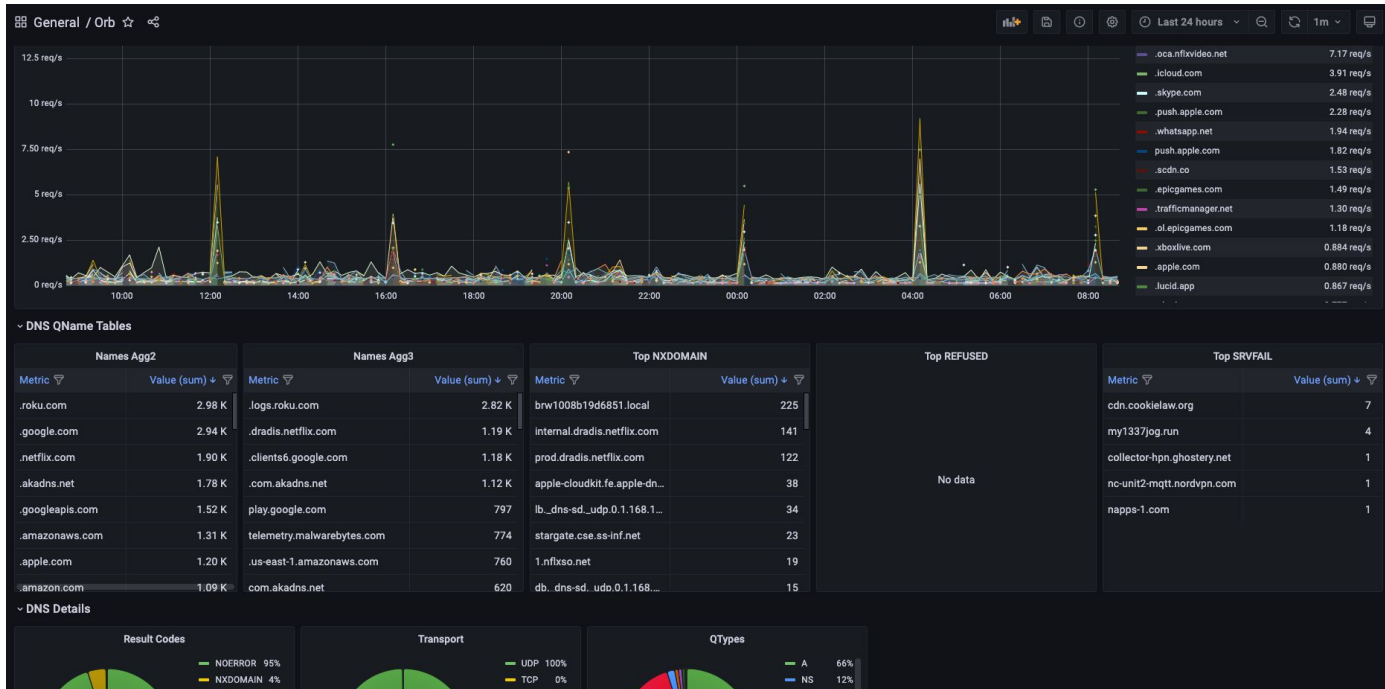 General / Orb
Last 24 hours
1m
12.5 req/s
10 req/s
7.50 req/s
5 req/s
2.50 req/s
0 req/s
10:00 12:00 14:00 16:00 18:00 20:00 22:00 00:00 02:00 04:00 06:00 08:00
.oca.nflxvideo.net 7.17 req/s
.icloud.com 3.91 req/s
.skype.com 2.48 req/s
.push.apple.com 2.28 req/s
.whatsapp.net 1.94 req/s
push.apple.com 1.82 req/s
.scdn.co 1.53 req/s
.epicgames.com 1.49 req/s
.trafficmanager.net 1.30 req/s
.ol.epicgames.com 1.18 req/s
.xboxlive.com 0.884 req/s
.apple.com 0.880 req/s
.lucid.app 0.867 req/s
DNS QName Tables
Names Agg2
Metric Value (sum) ↓
.roku.com 2.98 K
.google.com 2.94 K
.netflix.com 1.90 K
.akadns.net 1.78 K
.googleapis.com 1.52 K
.amazonaws.com 1.31 K
.apple.com 1.20 K
.amazon.com 1.09 K
Names Agg3
Metric Value (sum) ↓
.logs.roku.com 2.82 K
.dradis.netflix.com 1.19 K
.clients6.google.com 1.18 K
.com.akadns.net 1.12 K
play.google.com 797
telemetry.malwarebytes.com 774
.us-east-1.amazonaws.com 760
com.akadns.net 620
Top NXDOMAIN
Metric Value (sum) ↓
brw1008b19d6851.local 225
internal.dradis.netflix.com 141
prod.dradis.netflix.com 122
apple-cloudkit.fe.apple-dn... 38
lb._dns-sd._udp.0.1.168.1... 34
stargate.cse.ss-inf.net 23
1.nflxso.net 19
db._dns-sd._udp.0.1.168.... 15
Top REFUSED
No data
Top SRVFAIL
Metric Value (sum) ↓
cdn.cookielaw.org 7
my1337jog.run 4
collector-hpn.ghostery.net 1
nc-unit2-mqtt.nordvpn.com 1
napps-1.com 1
DNS Details
Result Codes
NOERROR 95%
NXDOMAIN 4%
Transport
UDP 100%
TCP 0%
QTypes
A 66%
NS 12%